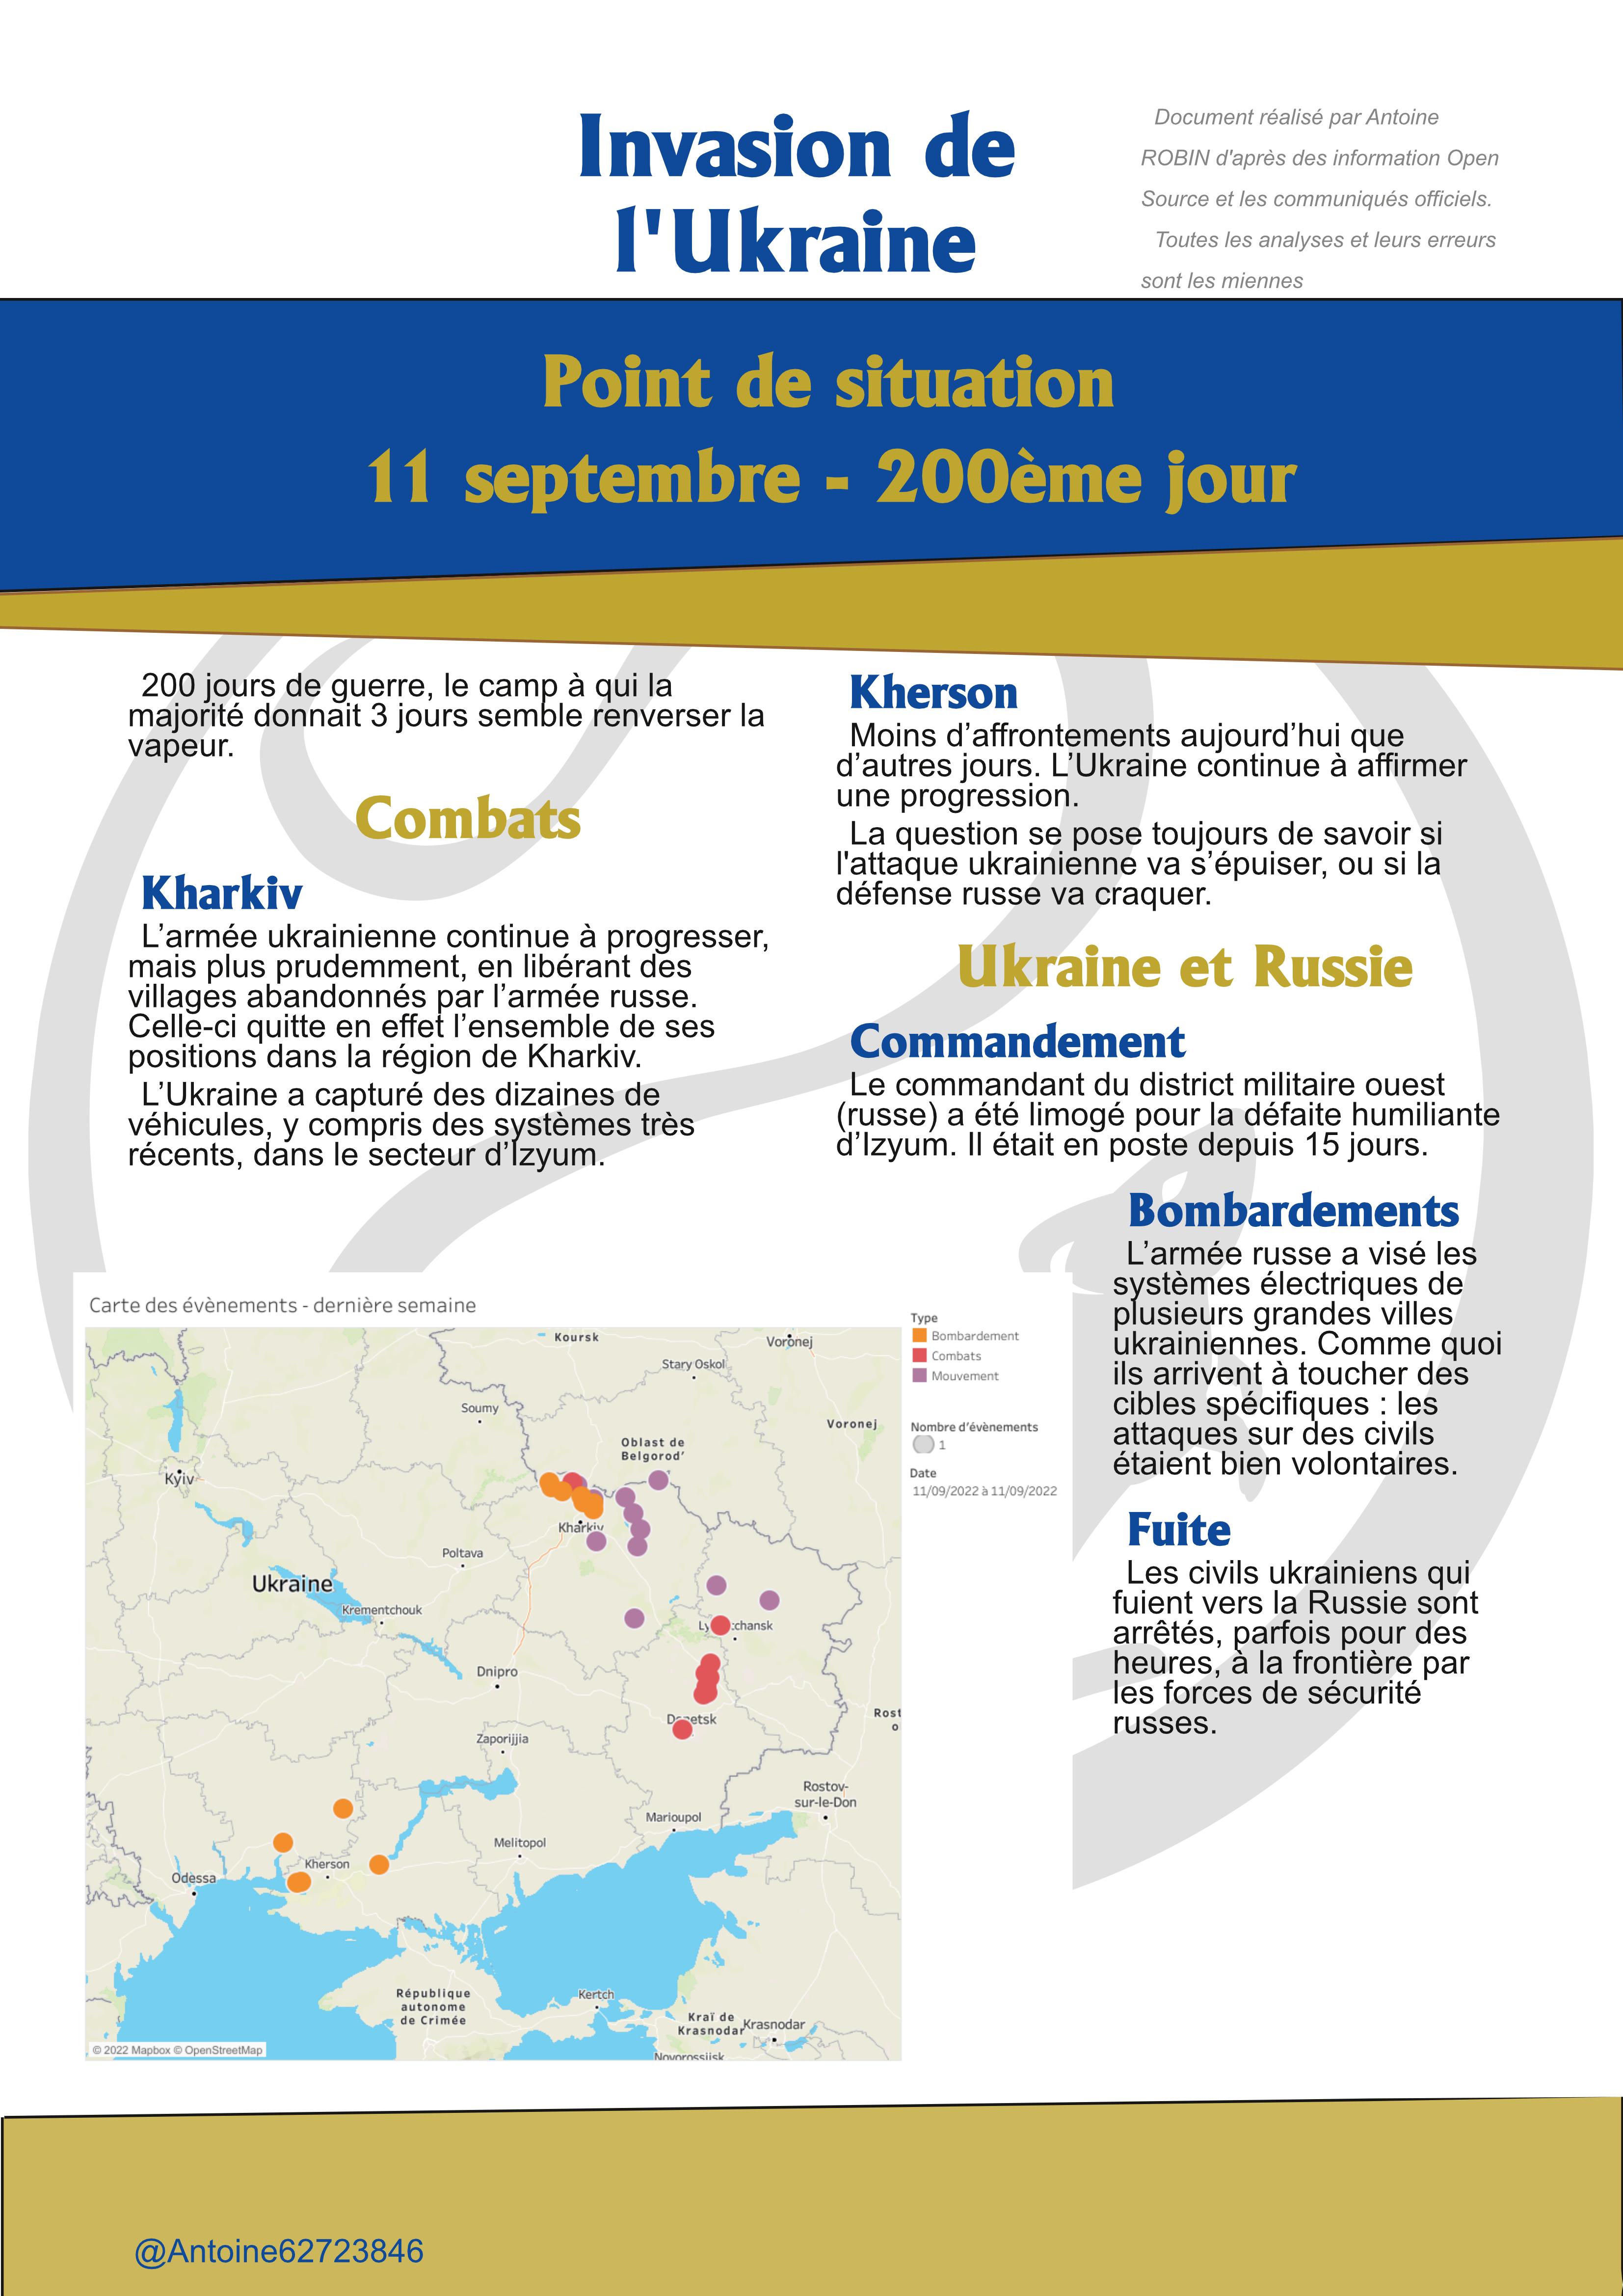 Invasion de
l'Ukraine
Document réalisé par Antoine
ROBIN d'après des information Open
Source et les communiqués officiels.
Toutes les analyses et leurs erreurs
sont les miennes
Point de situation
11 septembre - 200ème jour
200 jours de guerre, le camp à qui la
majorité donnait 3 jours semble renverser la
vapeur.
Combats
Kharkiv
L’armée ukrainienne continue à progresser,
mais plus prudemment, en libérant des
villages abandonnés par l’armée russe.
Celle-ci quitte en effet l’ensemble de ses
positions dans la région de Kharkiv.
L’Ukraine a capturé des dizaines de
véhicules, y compris des systèmes très
récents, dans le secteur d’Izyum.
Kherson
Moins d’affrontements aujourd’hui que
d’autres jours. L’Ukraine continue à affirmer
une progression.
La question se pose toujours de savoir si
l'attaque ukrainienne va s’épuiser, ou si la
défense russe va craquer.
Ukraine et Russie
Commandement
Le commandant du district militaire ouest
(russe) a été limogé pour la défaite humiliante
d’Izyum. Il était en poste depuis 15 jours.
Bombardements
L’armée russe a visé les
systèmes électriques de
plusieurs grandes villes
ukrainiennes. Comme quoi
ils arrivent à toucher des
cibles spécifiques : les
attaques sur des civils
étaient bien volontaires.
Fuite
Les civils ukrainiens qui
fuient vers la Russie sont
arrêtés, parfois pour des
heures, à la frontière par
les forces de sécurité
russes.
Carte des évènements - dernière semaine
Koursk
Voronej
Stary Oskol
Soumy
Voronej
Oblast de
Belgorod'
Kyiv
Kharkiv
Poltava
Ukraine
Krementchouk
Dnipro
Zaporijjia
Rostov-
sur-le-Don
Marioupol
Melitopol
Kherson
Odessa
République
autonome
de Crimée
Kertch
Kraï de
Krasnodar
Krasnodar
Novorossiisk
© 2022 Mapbox © OpenStreetMap
Type
Bombardement
Combats
Mouvement
Nombre d’évènements
1
Date
11/09/2022 à 11/09/2022
@Antoine62723846